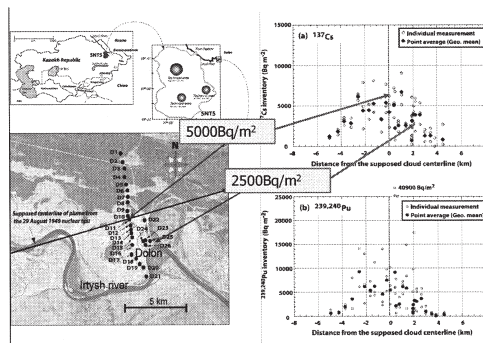 Kazakh Republic
SNTS
SNTS
N
D1
D2
D3
D4
D5
D6
D7
D8
D9
D10
D11
D12
D13
D14
D15
D16
D17
D18
D19
D20
D21
D22
D23
D24
D25
D26
Supposed centerline of plume from
the 29 August 1949 nuclear test
Dolon
Irtysh river
5 km
5000Bq/m²
2500Bq/m²
(a) ¹³⁷Cs
Individual measurement
Point average (Geo. mean)
¹³⁷Cs inventory (Bq m⁻²)
15000
10000
5000
0
-8 -6 -4 -2 0 2 4 6 8
Distance from the supposed cloud centerline (km)
40900 Bq/m²
(b) ²³⁹,²⁴⁰Pu
Individual measurement
Point average (Geo. mean)
²³⁹,²⁴⁰Pu inventory (Bq m⁻²)
25000
20000
15000
10000
5000
0
-8 -6 -4 -2 0 2 4 6 8
Distance from the supposed cloud centerline (km)